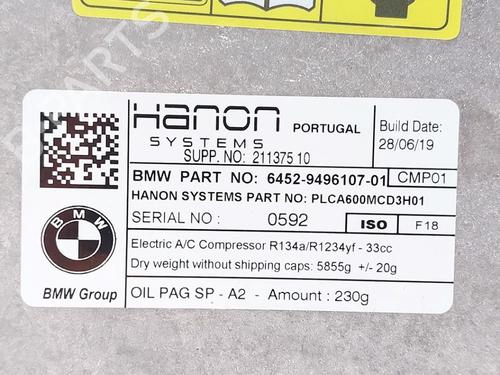 Hanon
SYSTEMS
PORTUGAL
Build Date:
28/06/19
SUPP. NO: 211375 10
BMW PART NO: 6452-9496107-01 CMP01
HANON SYSTEMS PART NO: PLCA600MCD3H01
SERIAL NO : 0592 ISO F18
Electric A/C Compressor R134a/R1234yf - 33cc
Dry weight without shipping caps: 5855g +/- 20g
BMW
BMW Group
OIL PAG SP - A2 - Amount : 230g